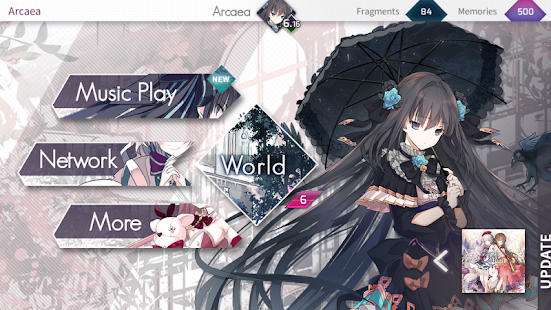 Arcaea
Arcaea
6.16
Fragments
84
Memories
500
NEW
Music Play
Network
World
6
More
UPDATE